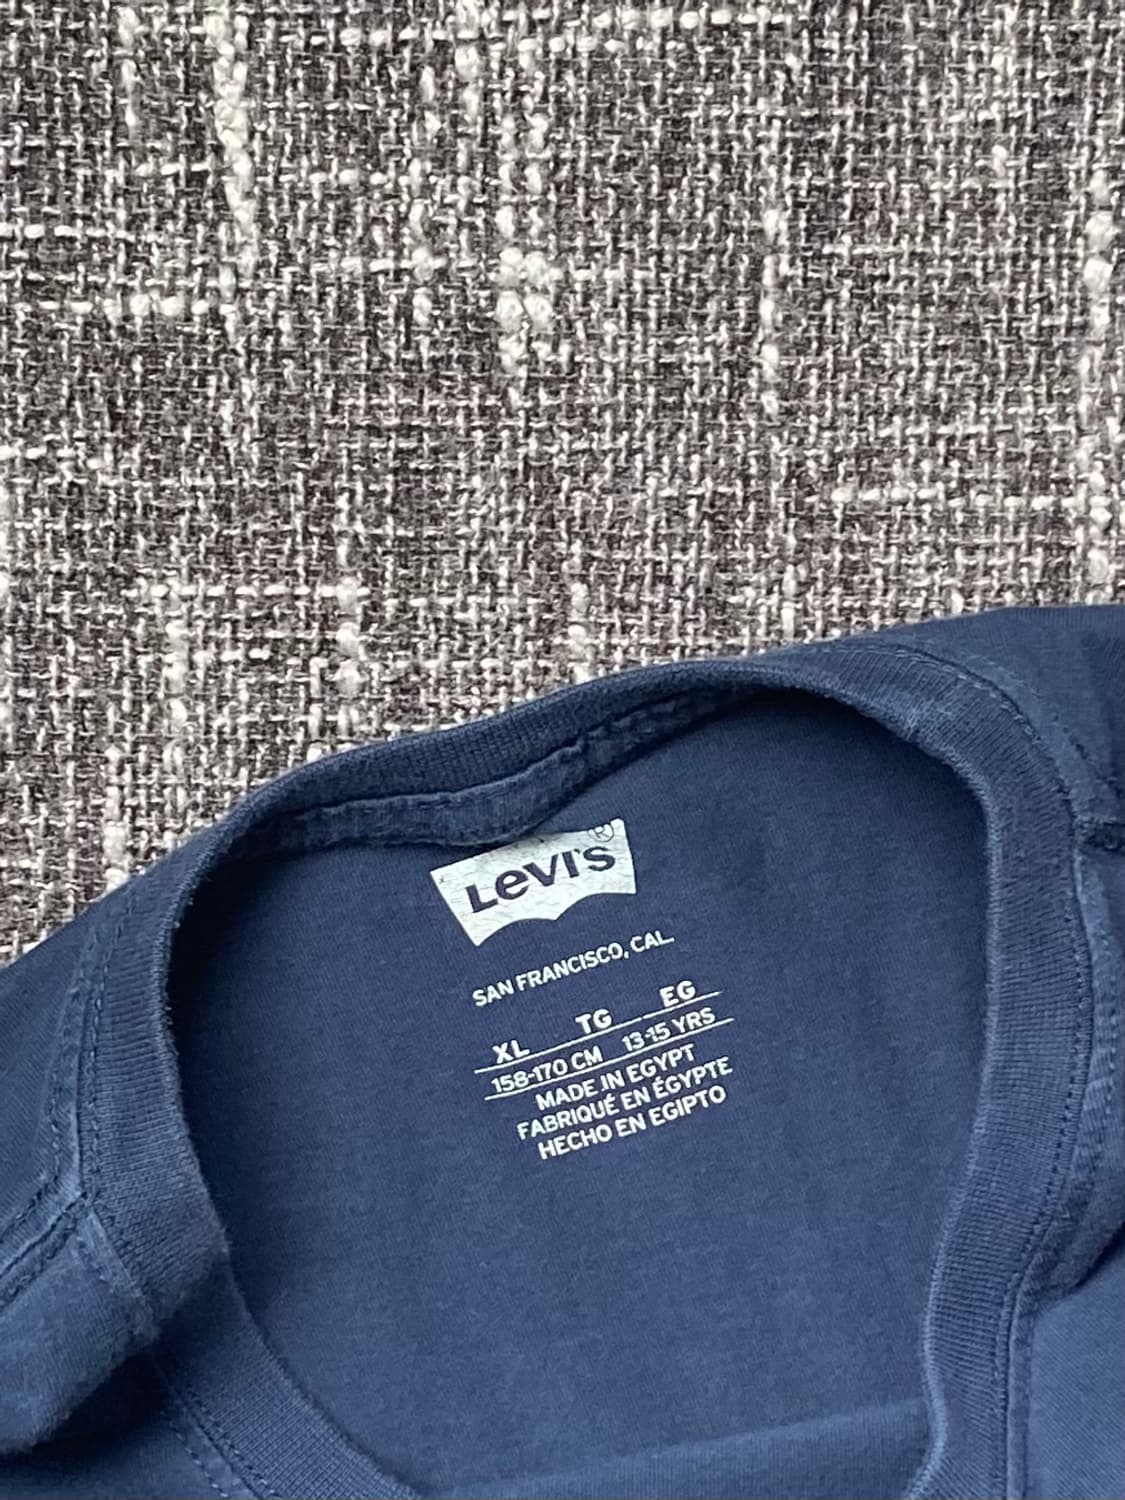 Levi's ®
SAN FRANCISCO, CAL.
XL TG EG
158-170 CM 13-15 YRS
MADE IN EGYPT
FABRIQUÉ EN ÉGYPTE
HECHO EN EGIPTO